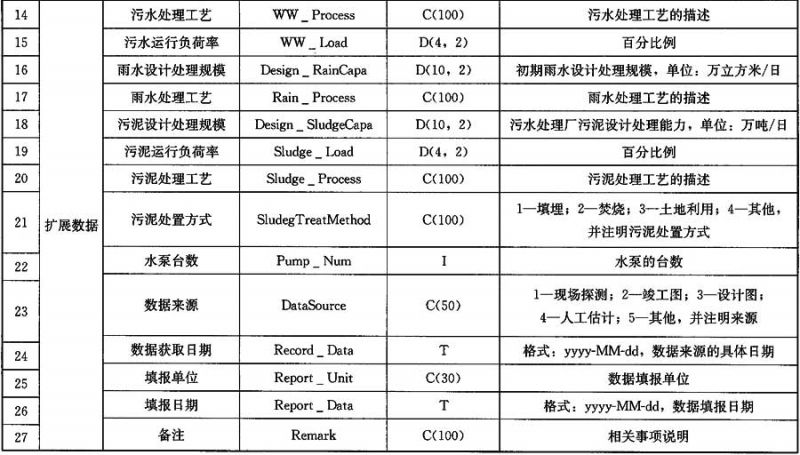 14 污水处理工艺 WW _ Process C(100) 污水处理工艺的描述
15 污水运行负荷率 WW _ Load D(4, 2) 百分比例
16 雨水设计处理规模 Design _ RainCapa D(10, 2) 初期雨水设计处理规模，单位：万立方米/日
17 雨水处理工艺 Rain _ Process C(100) 雨水处理工艺的描述
18 污泥设计处理规模 Design _ SludgeCapa D(10, 2) 污水处理厂污泥设计处理能力，单位：万吨/日
19 污泥运行负荷率 Sludge _ Load D(4, 2) 百分比例
20 污泥处理工艺 Sludge _ Process C(100) 污泥处理工艺的描述
21 扩展数据 污泥处置方式 SludegTreatMethod C(100) 1—填埋；2—焚烧；3—土地利用；4—其他，
并注明污泥处置方式
22 水泵台数 Pump _ Num I 水泵的台数
23 数据来源 DataSource C(50) 1—现场探测；2—竣工图；3—设计图；
4—人工估计；5—其他，并注明来源
24 数据获取日期 Record _ Data T 格式：yyyy-MM-dd，数据来源的具体日期
25 填报单位 Report _ Unit C(30) 数据填报单位
26 填报日期 Report _ Data T 格式：yyyy-MM-dd，数据填报日期
27 备注 Remark C(100) 相关事项说明